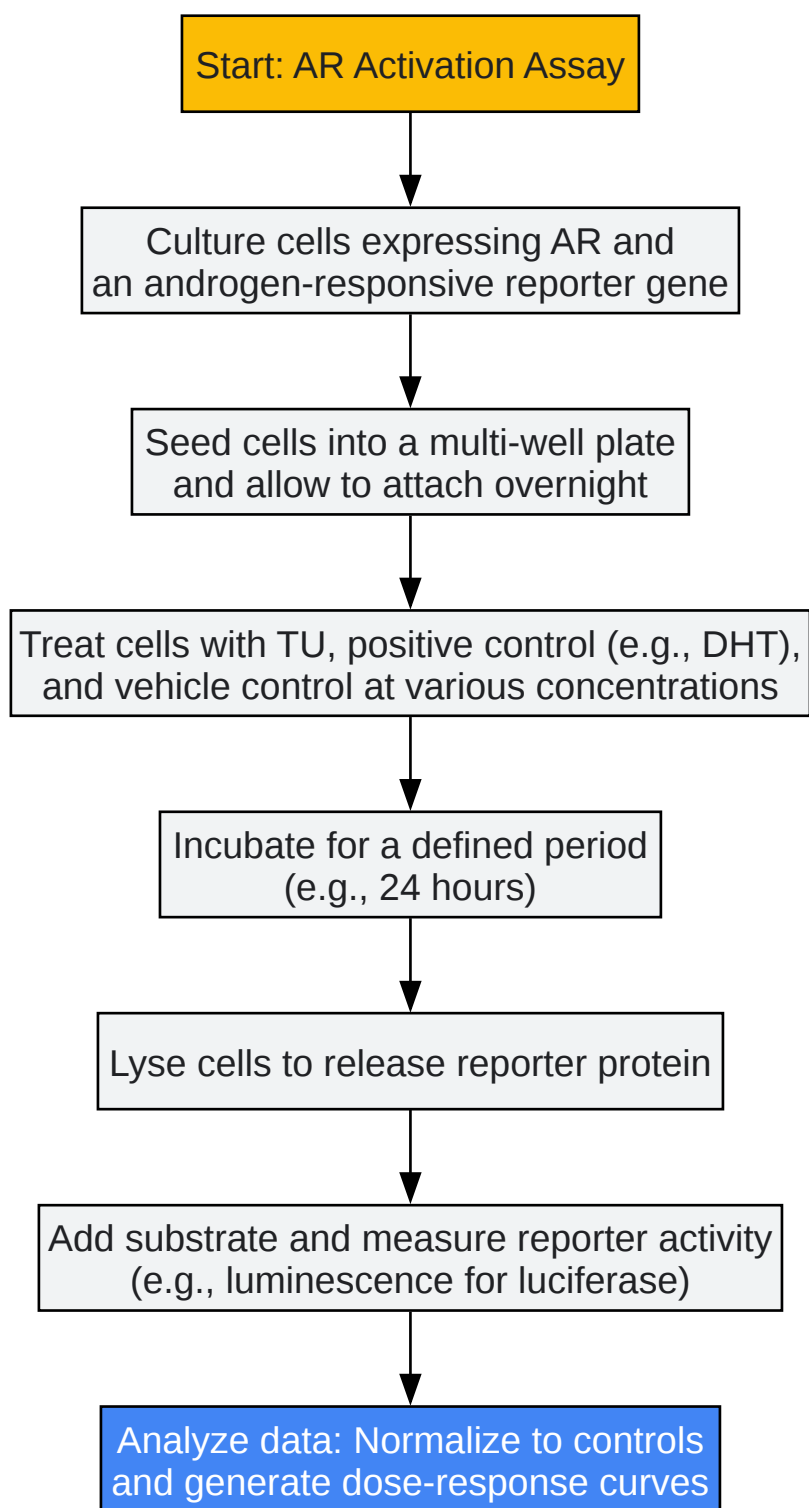 Start: AR Activation Assay
Culture cells expressing AR and
an androgen-responsive reporter gene
Seed cells into a multi-well plate
and allow to attach overnight
Treat cells with TU, positive control (e.g., DHT),
and vehicle control at various concentrations
Incubate for a defined period
(e.g., 24 hours)
Lyse cells to release reporter protein
Add substrate and measure reporter activity
(e.g., luminescence for luciferase)
Analyze data: Normalize to controls
and generate dose-response curves